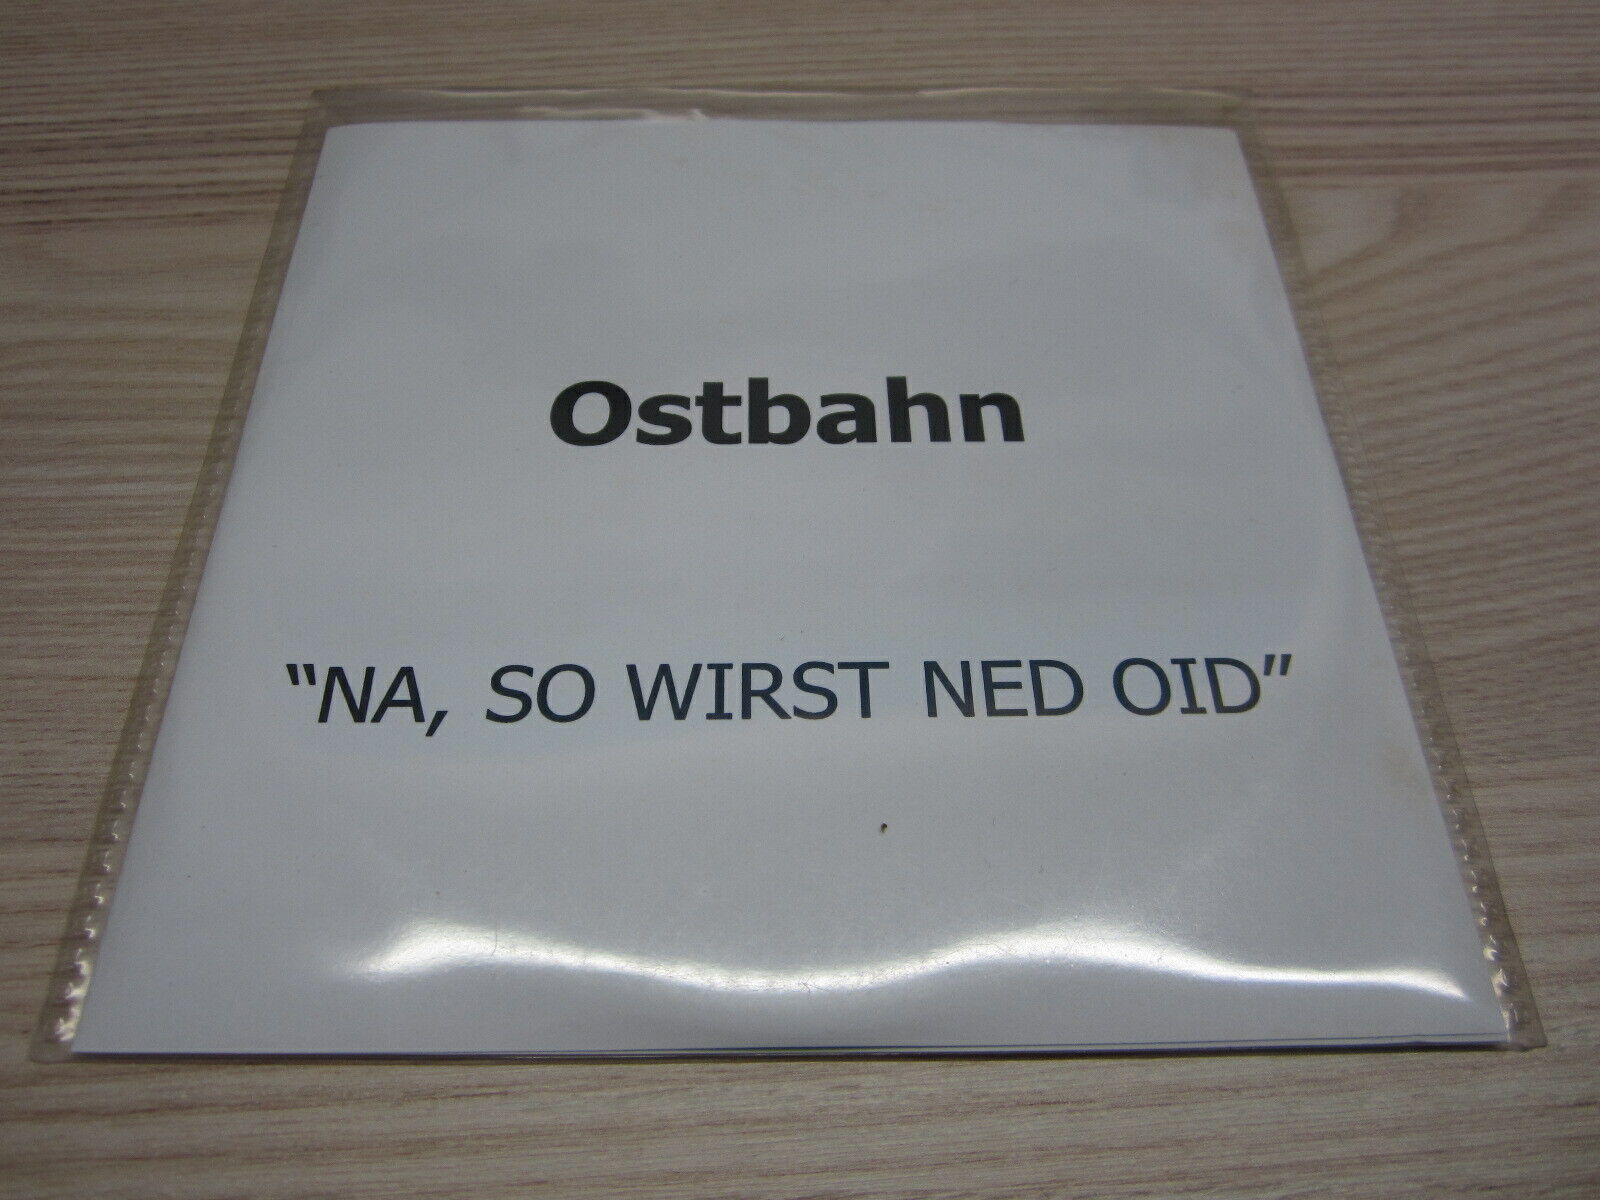 Ostbahn
“NA, SO WIRST NED OID”